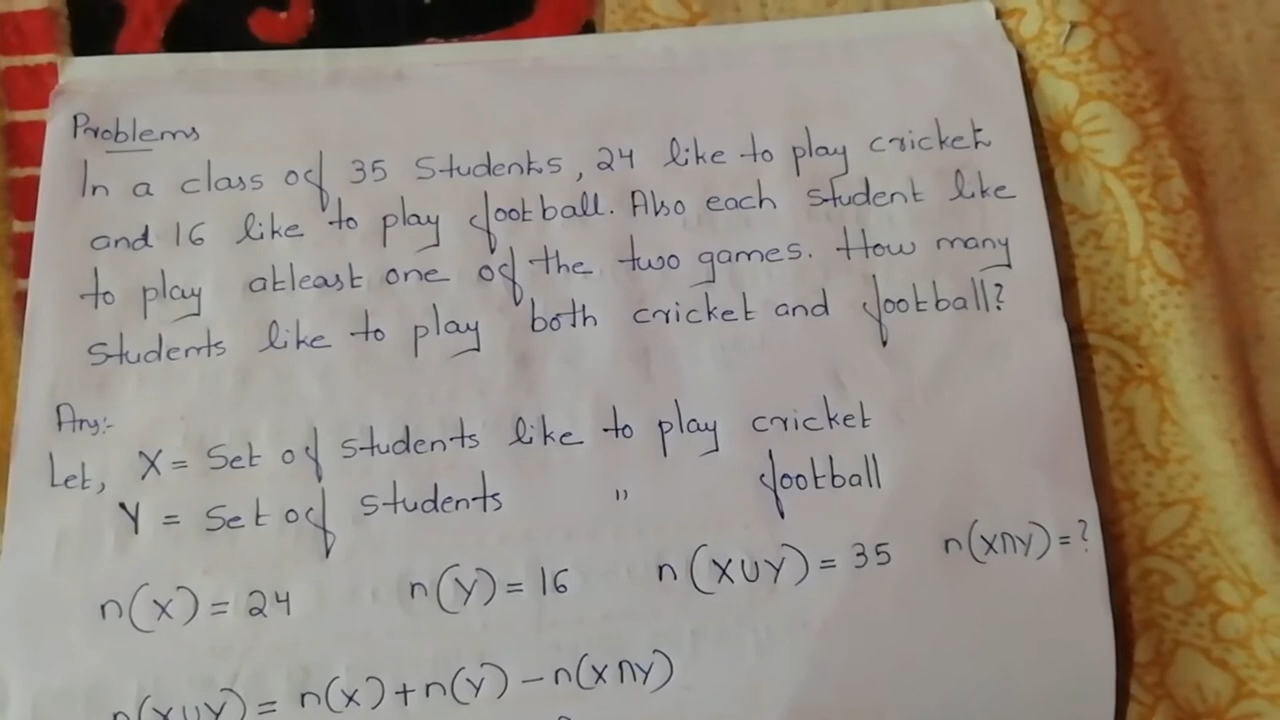 Problems
In a class of 35 Students, 24 like to play cricket
and 16 like to play football. Also each student like
to play atleast one of the two games. How many
students like to play both cricket and football?
Ans:-
Let, X = Set of students like to play cricket
Y = Set of students " football
n(X) = 24 n(Y) = 16 n(X∪Y) = 35 n(X∩Y) = ?
n(X∪Y) = n(X) + n(Y) - n(X∩Y)